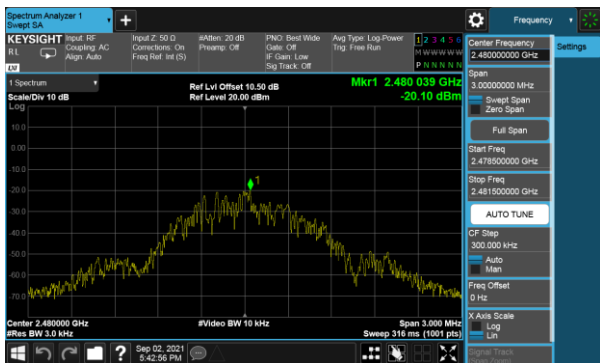 Spectrum Analyzer 1
Swept SA
+
Frequency
KEYSIGHT
RL
LXI
Input: RF
Coupling: AC
Align: Auto
Input Z: 50 Ω
Corrections: On
Freq Ref: Int (S)
#Atten: 20 dB
Preamp: Off
PNO: Best Wide
Gate: Off
IF Gain: Low
Sig Track: Off
Avg Type: Log-Power
Trig: Free Run
1 2 3 4 5 6
M W W W W W
P N N N N N
Center Frequency
2.480000000 GHz
Settings
Span
3.00000000 MHz
Swept Span
Zero Span
Full Span
Start Freq
2.478500000 GHz
Stop Freq
2.481500000 GHz
AUTO TUNE
CF Step
300.000 kHz
Auto
Man
Freq Offset
0 Hz
X Axis Scale
Log
Lin
Signal Track
(Span Zoom)
1 Spectrum
Scale/Div 10 dB
Log
Ref Lvl Offset 10.50 dB
Ref Level 20.00 dBm
Mkr1 2.480 039 GHz
-20.10 dBm
10.0
0.00
-10.0
-20.0
-30.0
-40.0
-50.0
-60.0
-70.0
1
Center 2.480000 GHz
#Res BW 3.0 kHz
#Video BW 10 kHz
Span 3.000 MHz
Sweep 316 ms (1001 pts)
?
Sep 02, 2021
5:42:56 PM